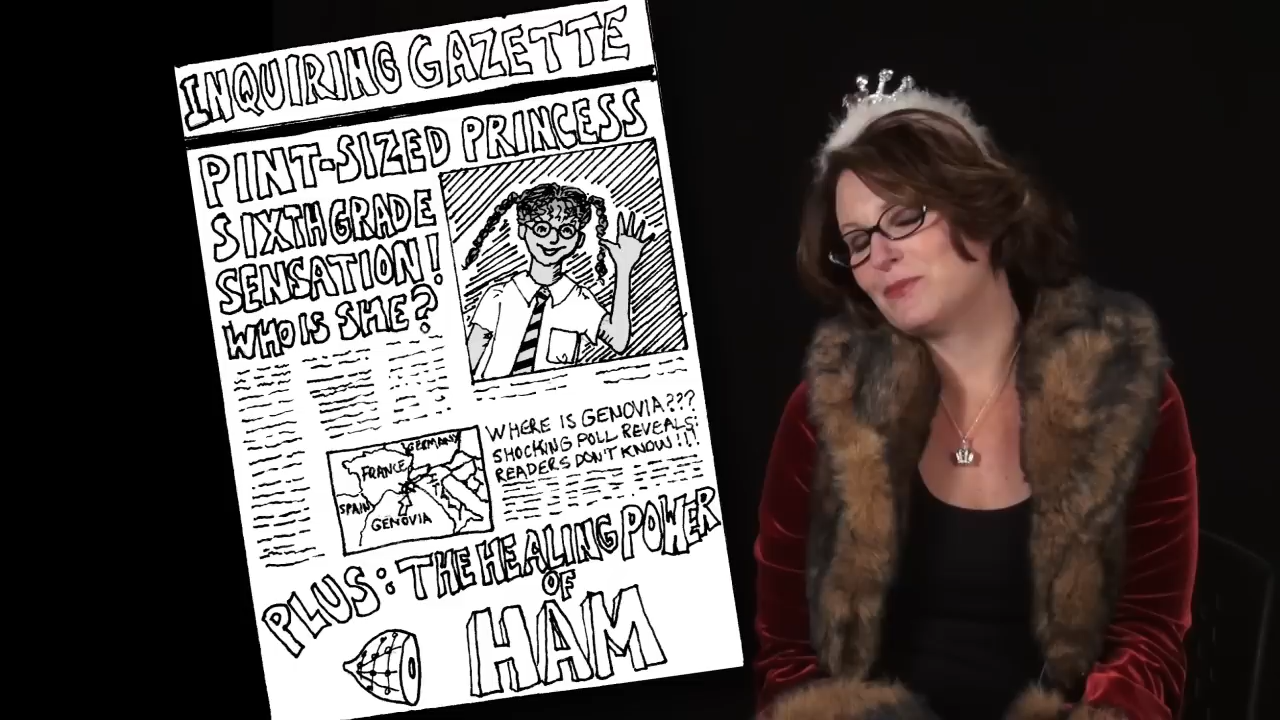 INQUIRING GAZETTE
PINT-SIZED PRINCESS
SIXTH GRADE
SENSATION!
WHO IS SHE?
WHERE IS GENOVIA???
SHOCKING POLL REVEALS:
READERS DON'T KNOW!!!
GERMANY
FRANCE
SPAIN
GENOVIA
PLUS: THE HEALING POWER
OF
HAM